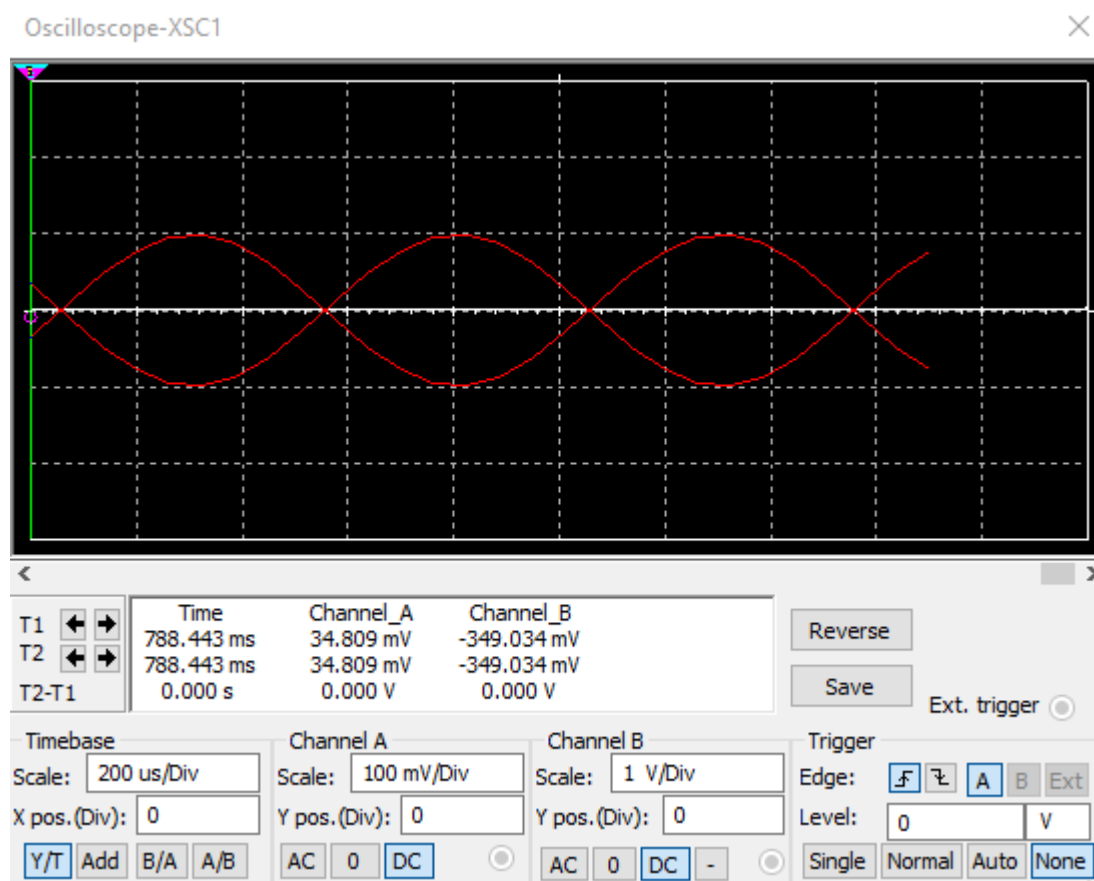 Oscilloscope-XSC1
T1
T2
T2-T1
Time Channel_A Channel_B
788.443 ms 34.809 mV -349.034 mV
788.443 ms 34.809 mV -349.034 mV
0.000 s 0.000 V 0.000 V
Reverse
Save
Ext. trigger
Timebase
Scale: 200 us/Div
X pos.(Div): 0
Y/T Add B/A A/B
Channel A
Scale: 100 mV/Div
Y pos.(Div): 0
AC 0 DC
Channel B
Scale: 1 V/Div
Y pos.(Div): 0
AC 0 DC -
Trigger
Edge: A B Ext
Level: 0 V
Single Normal Auto None